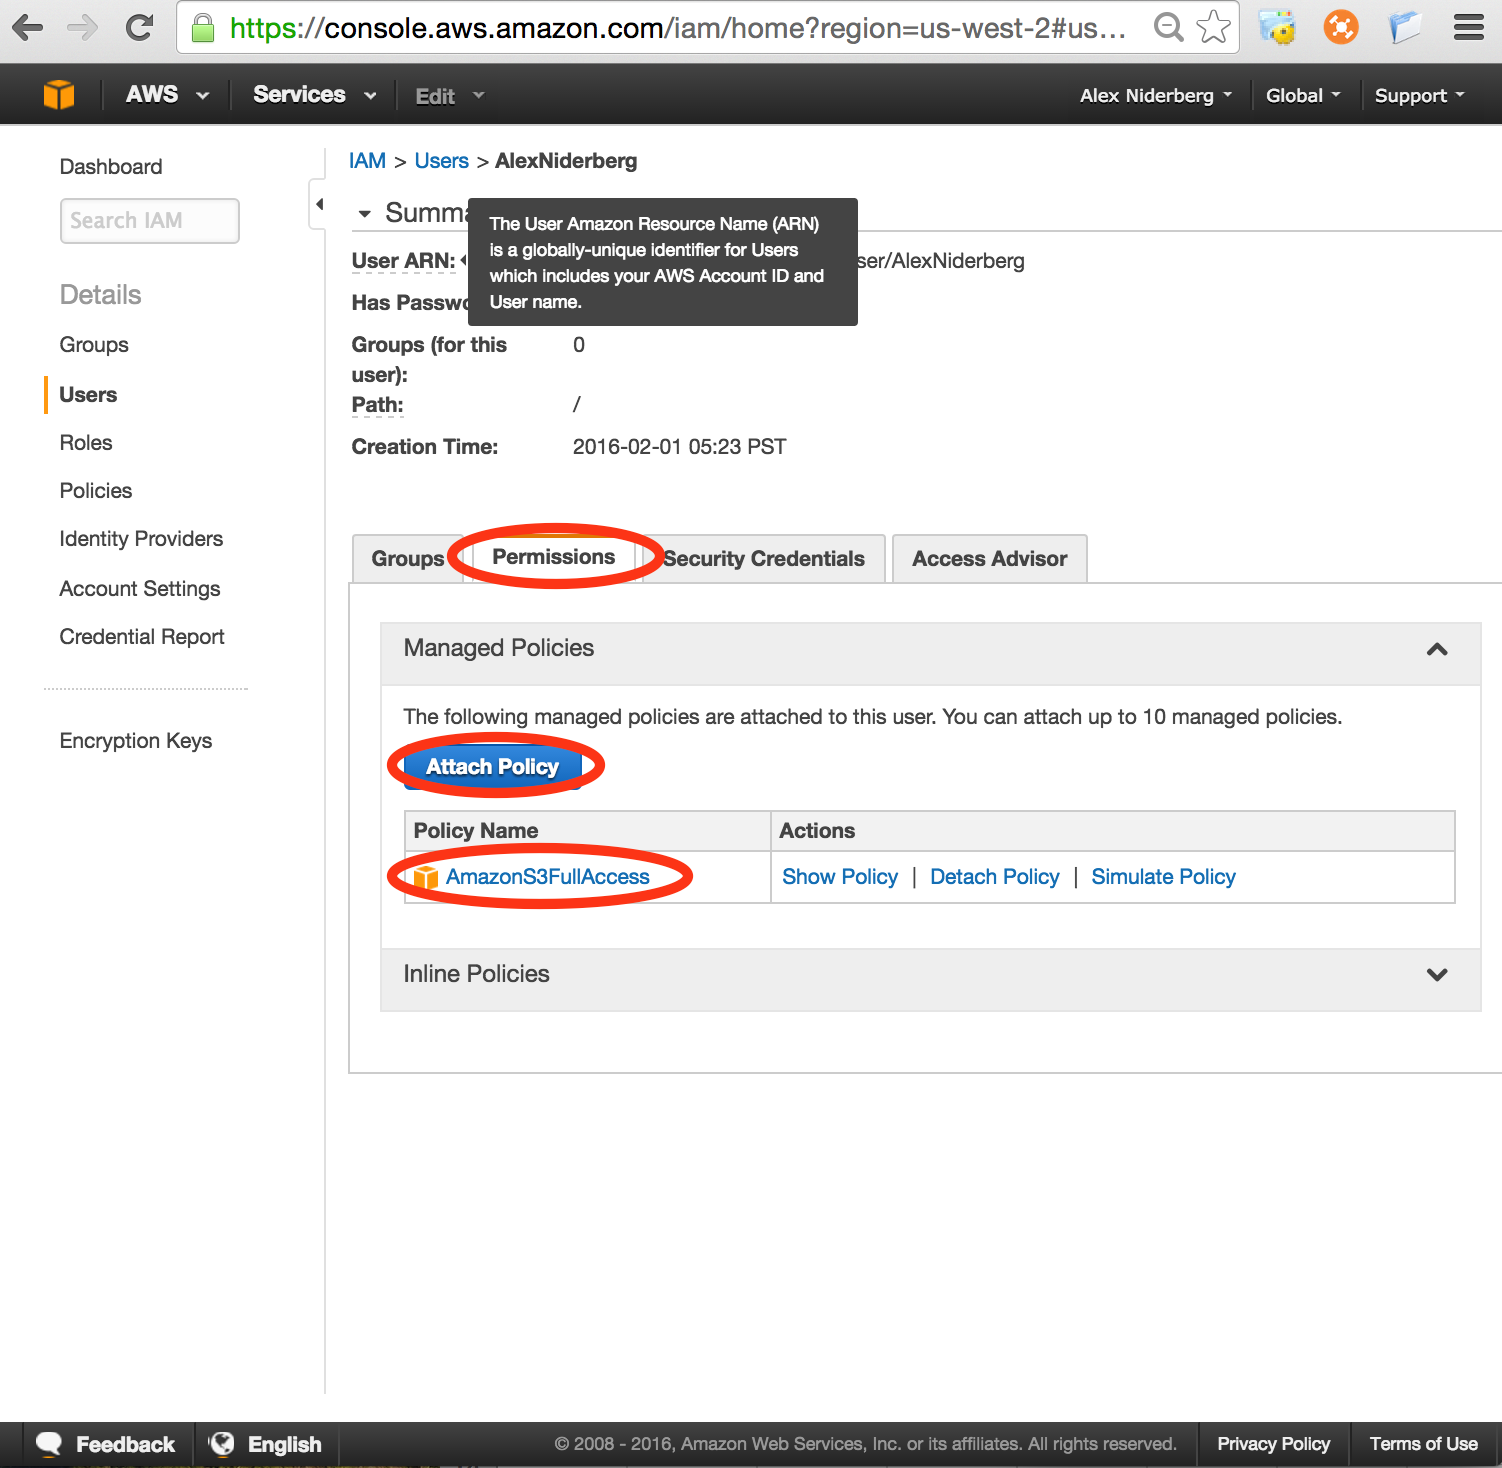 https://console.aws.amazon.com/iam/home?region=us-west-2#us...
AWS Services Edit Alex Niderberg Global Support
Dashboard
Search IAM
Details
Groups
Users
Roles
Policies
Identity Providers
Account Settings
Credential Report
Encryption Keys
IAM > Users > AlexNiderberg
Summa
The User Amazon Resource Name (ARN)
is a globally-unique identifier for Users
which includes your AWS Account ID and
User name.
User ARN: ser/AlexNiderberg
Has Passwo
Groups (for this 0
user):
Path: /
Creation Time: 2016-02-01 05:23 PST
Groups Permissions Security Credentials Access Advisor
Managed Policies
The following managed policies are attached to this user. You can attach up to 10 managed policies.
Attach Policy
Policy Name Actions
AmazonS3FullAccess Show Policy | Detach Policy | Simulate Policy
Inline Policies
Feedback English © 2008 - 2016, Amazon Web Services, Inc. or its affiliates. All rights reserved. Privacy Policy Terms of Use